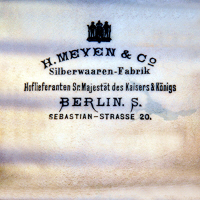 H. MEYEN & Co
Silberwaaren-Fabrik
Hoflieferanten Sr. Majestät des Kaisers & Königs
BERLIN. S.
SEBASTIAN-STRASSE 20.